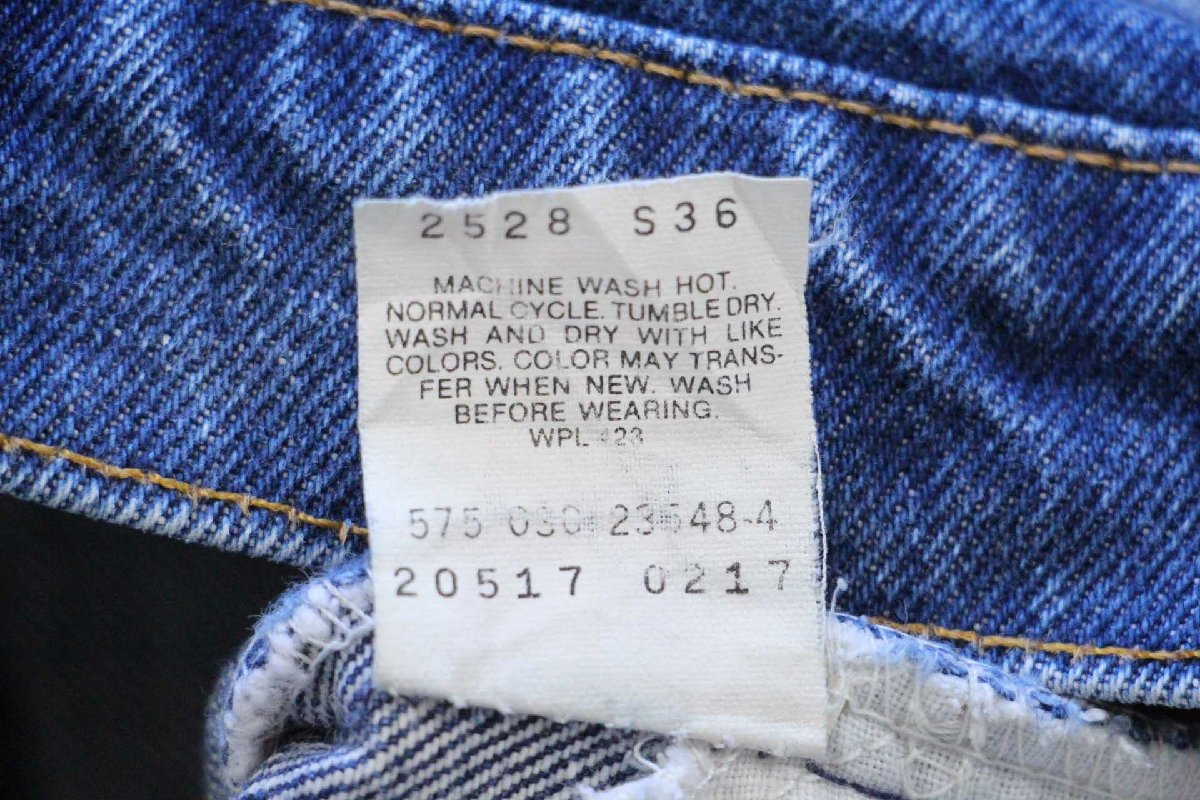 2528 S36
MACHINE WASH HOT.
NORMAL CYCLE. TUMBLE DRY.
WASH AND DRY WITH LIKE
COLORS. COLOR MAY TRANS-
FER WHEN NEW. WASH
BEFORE WEARING.
WPL 423
575 030 23548-4
20517 0217